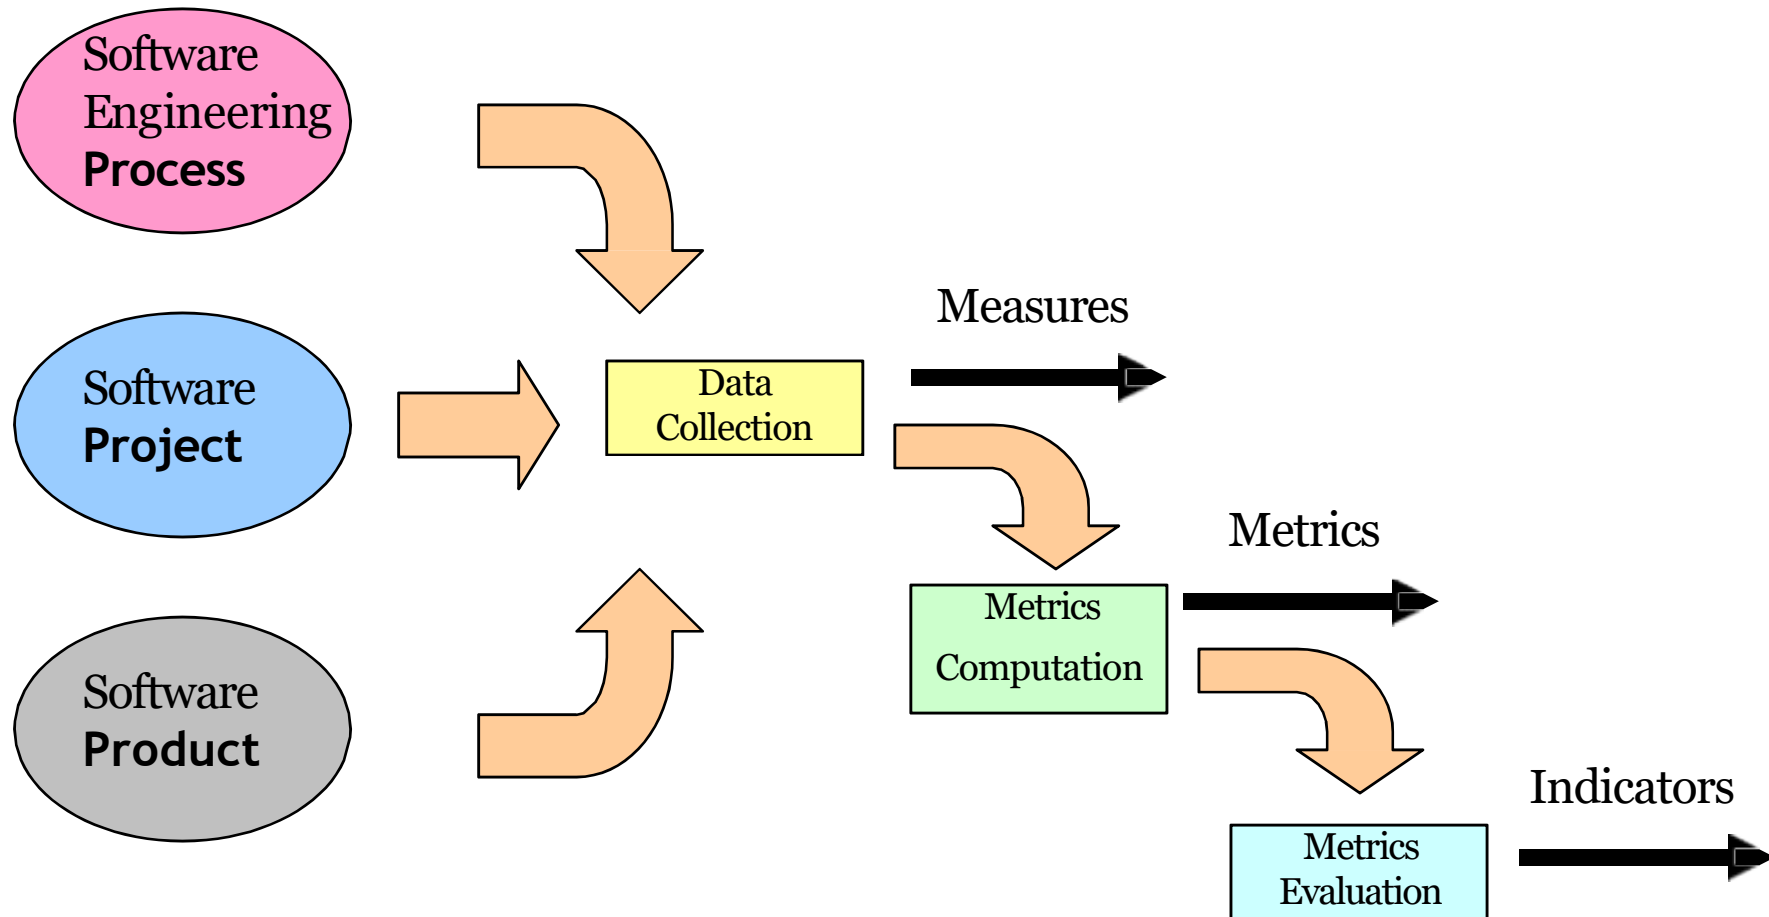 Software
Engineering
Process
Software
Project
Software
Product
Data
Collection
Measures
Metrics
Computation
Metrics
Metrics
Evaluation
Indicators